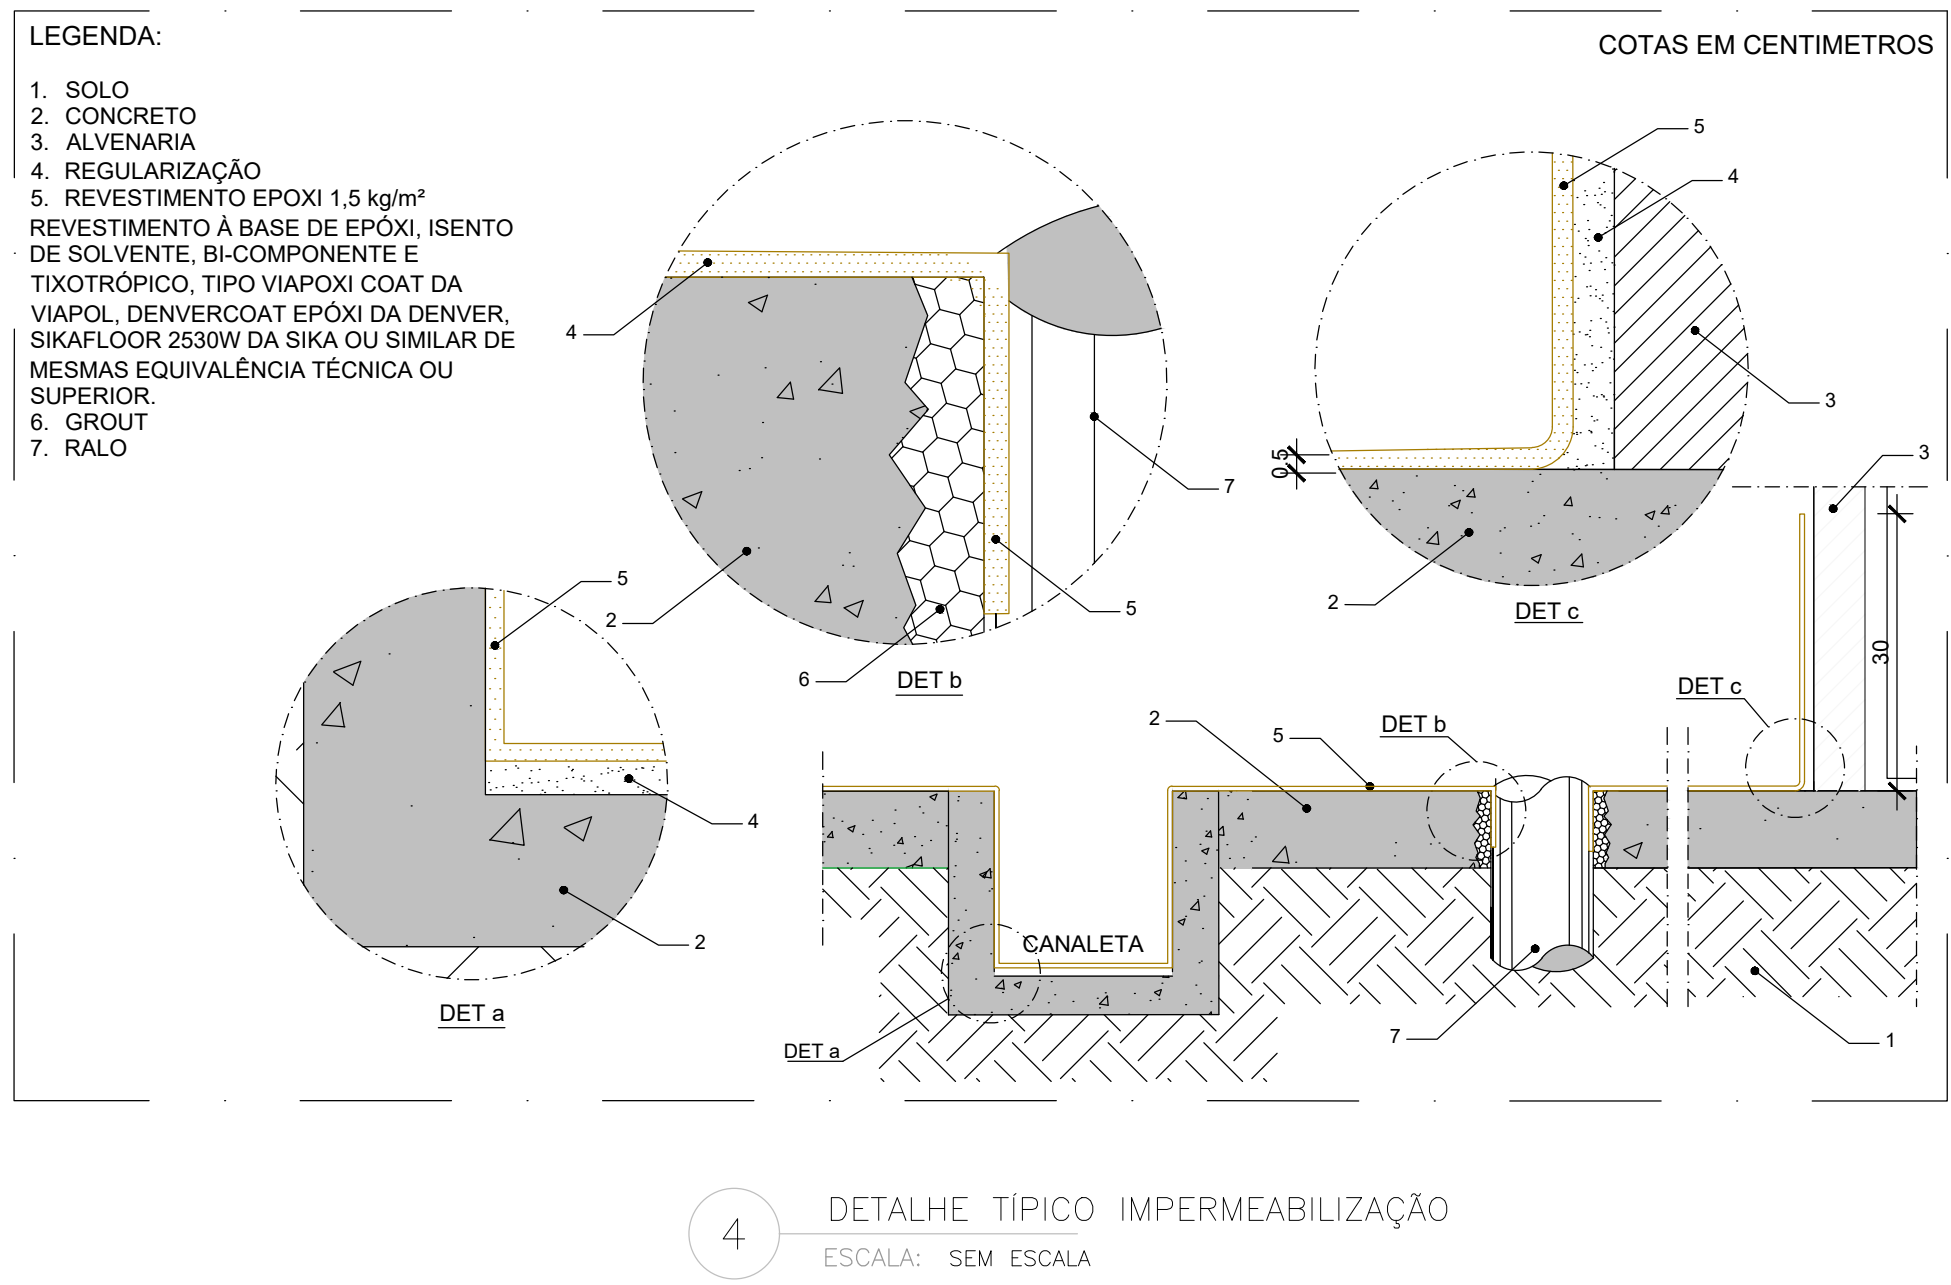 LEGENDA:
COTAS EM CENTIMETROS
1. SOLO
2. CONCRETO
3. ALVENARIA
4. REGULARIZAÇÃO
5. REVESTIMENTO EPOXI 1,5 kg/m²
REVESTIMENTO À BASE DE EPÓXI, ISENTO
DE SOLVENTE, BI-COMPONENTE E
TIXOTRÓPICO, TIPO VIAPOXI COAT DA
VIAPOL, DENVERCOAT EPÓXI DA DENVER,
SIKAFLOOR 2530W DA SIKA OU SIMILAR DE
MESMAS EQUIVALÊNCIA TÉCNICA OU
SUPERIOR.
6. GROUT
7. RALO
4
2
6
7
5
DET b
5
4
3
0,5
2
DET c
5
4
2
DET a
3
30
DET c
DET b
2
5
CANALETA
DET a
7
1
4
DETALHE TÍPICO IMPERMEABILIZAÇÃO
ESCALA: SEM ESCALA